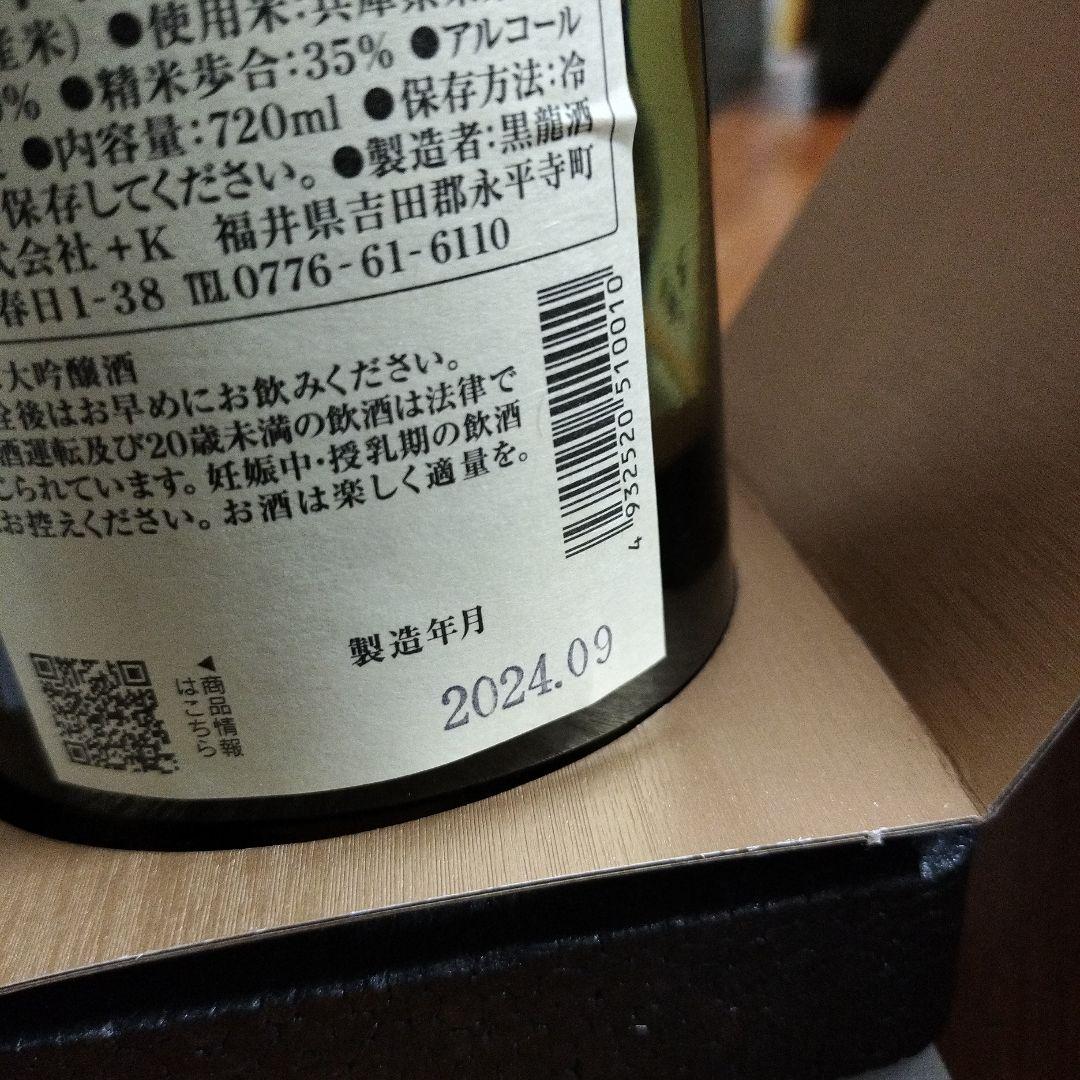 産米) ●使用米:兵庫県
% ●精米歩合:35% ●アルコール
●内容量:720ml ●保存方法:冷
保存してください。 ●製造者:黒龍酒
式会社+K 福井県吉田郡永平寺町
春日1-38 TEL0776-61-6110
大吟醸酒
栓後はお早めにお飲みください。
酒運転及び20歳未満の飲酒は法律で
じられています。妊娠中・授乳期の飲酒
お控えください。お酒は楽しく適量を。
4932520510010
製造年月
2024.09
◀商品情報
はこちら